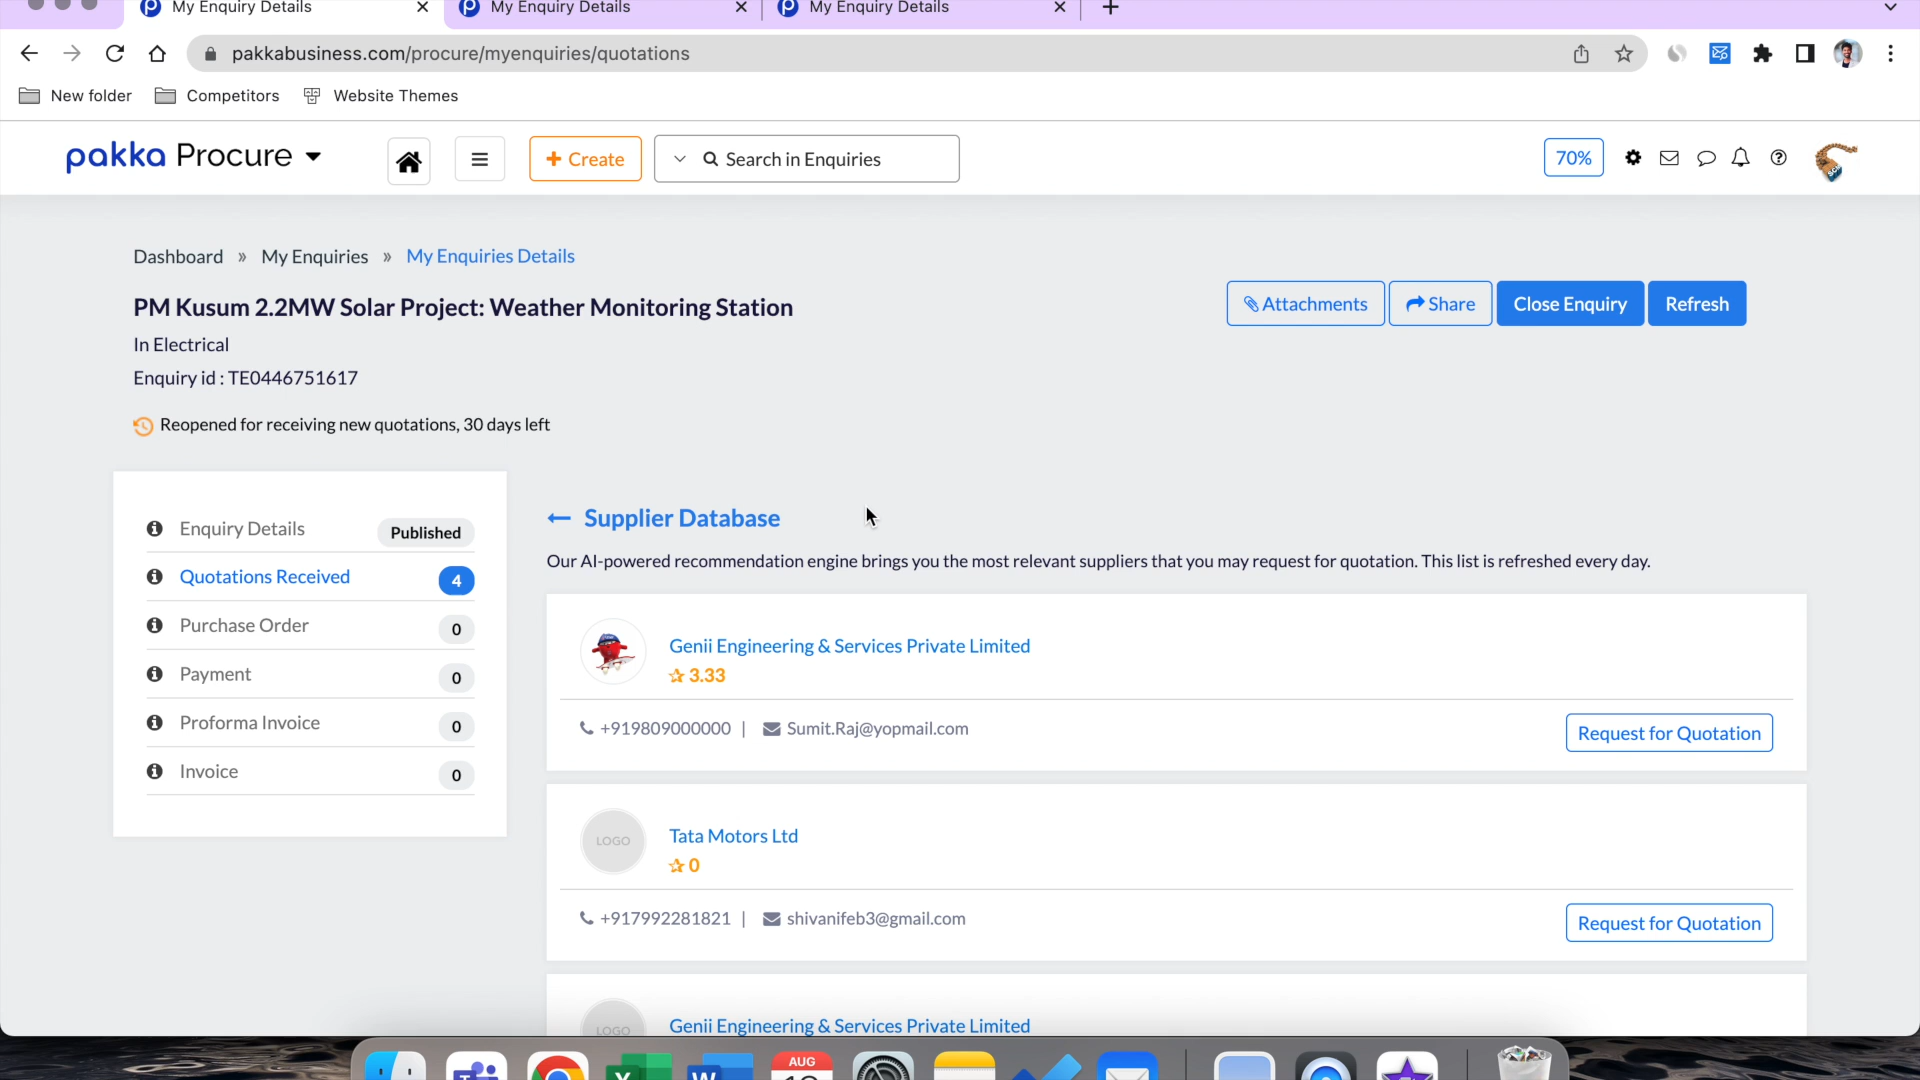 My Enquiry Details
My Enquiry Details
My Enquiry Details
pakkabusiness.com/procure/myenquiries/quotations
New folder
Competitors
Website Themes
pakka Procure
Create
Search in Enquiries
70%
Dashboard » My Enquiries » My Enquiries Details
PM Kusum 2.2MW Solar Project: Weather Monitoring Station
In Electrical
Enquiry id : TE0446751617
Reopened for receiving new quotations, 30 days left
Attachments
Share
Close Enquiry
Refresh
Enquiry Details Published
Quotations Received 4
Purchase Order 0
Payment 0
Proforma Invoice 0
Invoice 0
Supplier Database
Our AI-powered recommendation engine brings you the most relevant suppliers that you may request for quotation. This list is refreshed every day.
Genii Engineering & Services Private Limited
3.33
+919809000000 | Sumit.Raj@yopmail.com
Request for Quotation
LOGO
Tata Motors Ltd
0
+917992281821 | shivanifeb3@gmail.com
Request for Quotation
LOGO
Genii Engineering & Services Private Limited
AUG